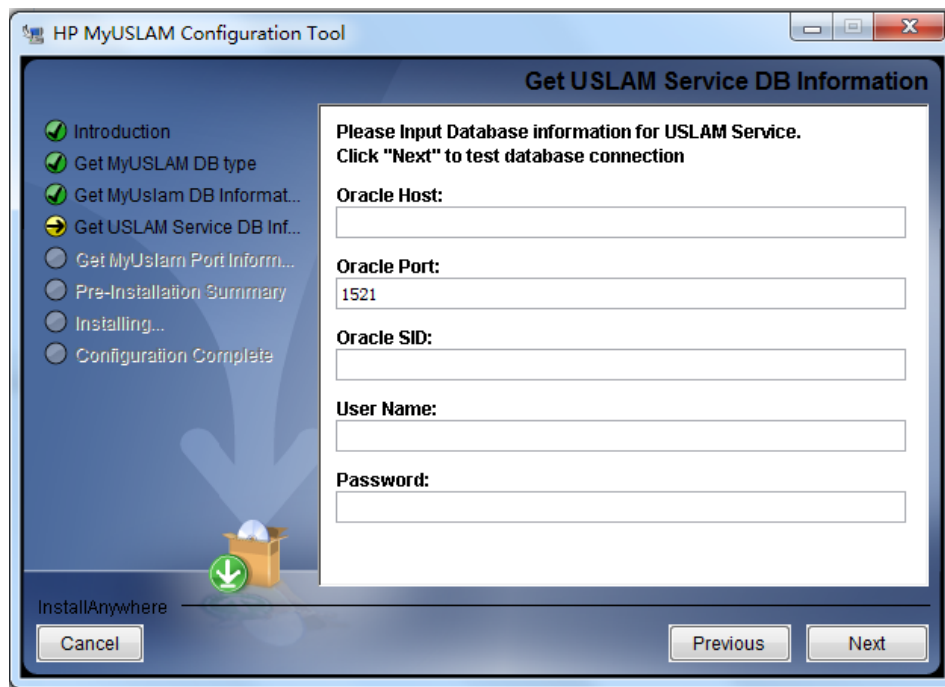 HP MyUSLAM Configuration Tool
Get USLAM Service DB Information
Introduction
Get MyUSLAM DB type
Get MyUslam DB Informat...
Get USLAM Service DB Inf...
Get MyUslam Port Inform...
Pre-Installation Summary
Installing...
Configuration Complete
Please Input Database information for USLAM Service.
Click "Next" to test database connection
Oracle Host:
Oracle Port:
1521
Oracle SID:
User Name:
Password:
InstallAnywhere
Cancel
Previous
Next